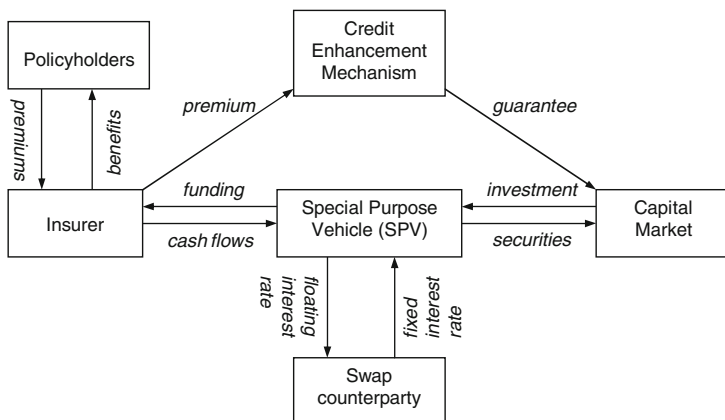 Credit
Enhancement
Mechanism
Policyholders
premiums
benefits
premium
guarantee
Insurer
funding
cash flows
Special Purpose
Vehicle (SPV)
investment
securities
Capital
Market
floating
interest
rate
fixed
interest
rate
Swap
counterparty